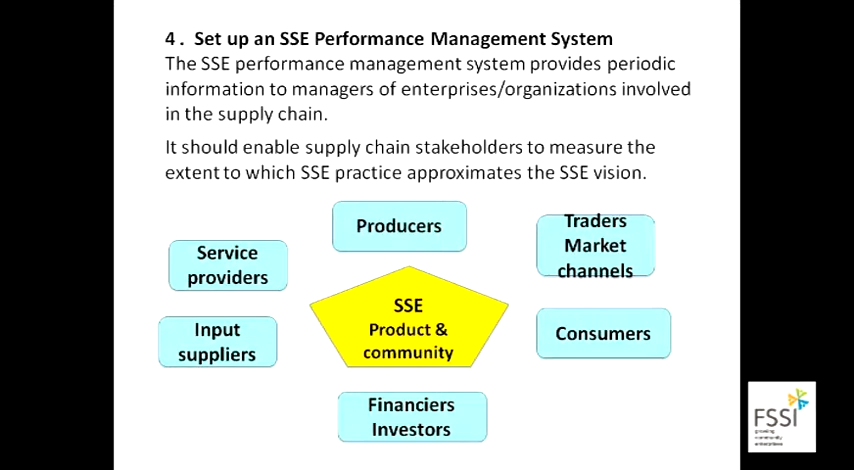 4. Set up an SSE Performance Management System
The SSE performance management system provides periodic
information to managers of enterprises/organizations involved
in the supply chain.
It should enable supply chain stakeholders to measure the
extent to which SSE practice approximates the SSE vision.
Producers
Traders
Market
channels
Service
providers
SSE
Product &
community
Input
suppliers
Consumers
Financiers
Investors
FSSI
growing
community
enterprises